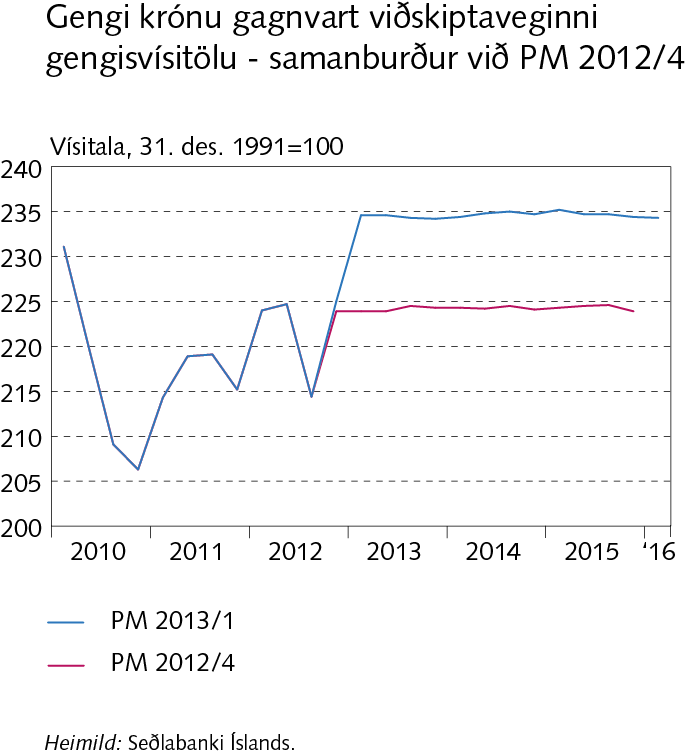 Gengi krónu gagnvart viðskiptaveginni
gengisvísitölu - samanburður við PM 2012/4
Vísitala, 31. des. 1991=100
240
235
230
225
220
215
210
205
200
2010 2011 2012 2013 2014 2015 '16
PM 2013/1
PM 2012/4
Heimild: Seðlabanki Íslands.